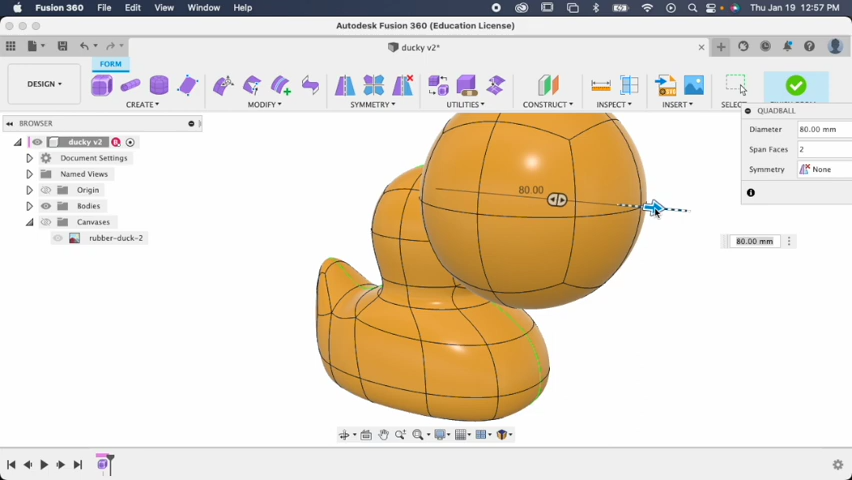 Fusion 360 File Edit View Window Help Thu Jan 19 12:57 PM
Autodesk Fusion 360 (Education License)
ducky v2*
FORM
DESIGN
CREATE MODIFY SYMMETRY UTILITIES CONSTRUCT INSPECT INSERT SELECT
BROWSER
QUADBALL
ducky v2
Diameter 80.00 mm
Document Settings
Span Faces 2
Named Views
Symmetry None
Origin
80.00
Bodies
Canvases
rubber-duck-2
80.00 mm